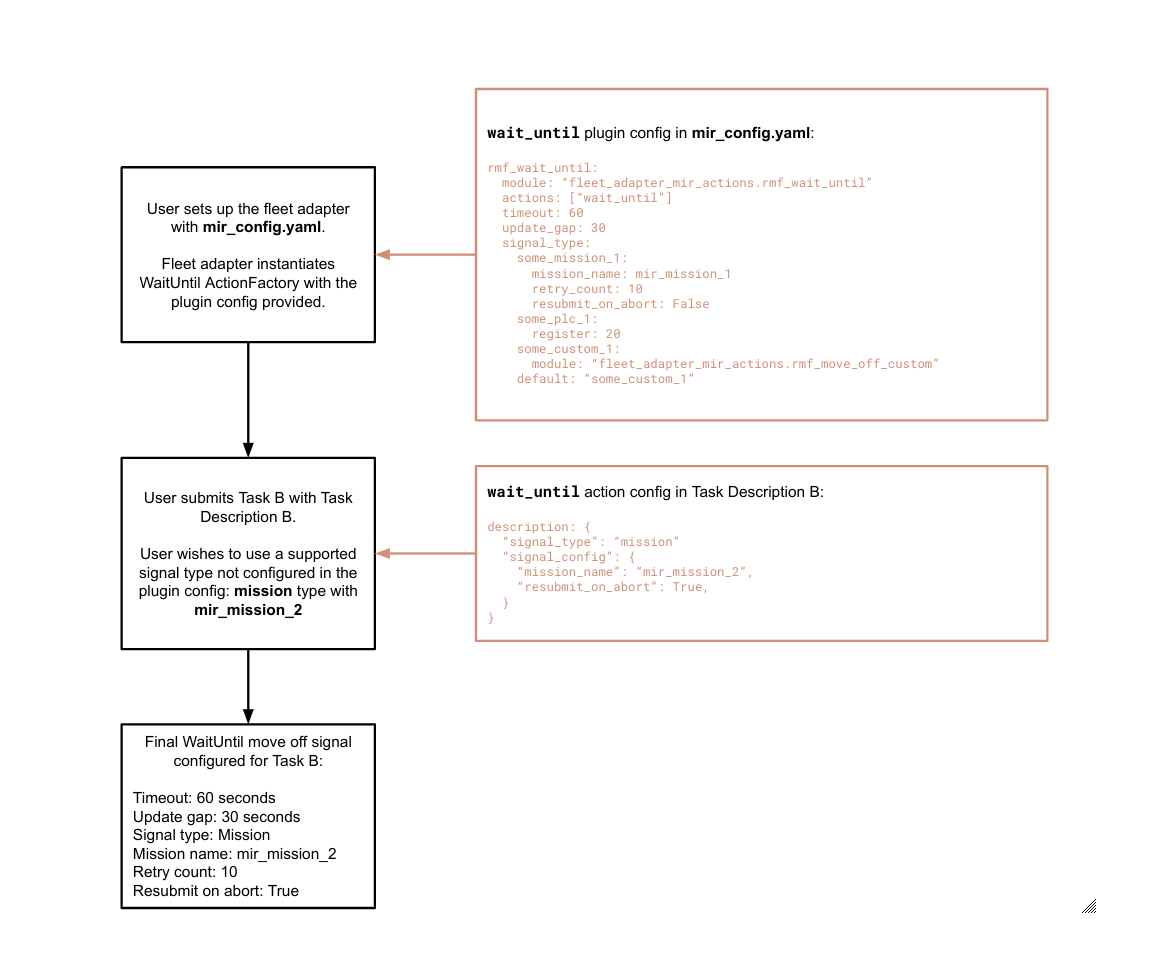 wait_until plugin config in mir_config.yaml:
rmf_wait_until:
  module: “fleet_adapter_mir_actions.rmf_wait_until”
  actions: [“wait_until”]
  timeout: 60
  update_gap: 30
  signal_type:
    some_mission_1:
      mission_name: mir_mission_1
      retry_count: 10
      resubmit_on_abort: False
    some_plc_1:
      register: 20
    some_custom_1:
      module: “fleet_adapter_mir_actions.rmf_move_off_custom”
    default: “some_custom_1”
User sets up the fleet adapter
with mir_config.yaml.
Fleet adapter instantiates
WaitUntil ActionFactory with the
plugin config provided.
wait_until action config in Task Description B:
description: {
  “signal_type”: “mission”
  “signal_config”: {
    “mission_name”: “mir_mission_2”,
    “resubmit_on_abort”: True,
  }
}
User submits Task B with Task
Description B.
User wishes to use a supported
signal type not configured in the
plugin config: mission type with
mir_mission_2
Final WaitUntil move off signal
configured for Task B:
Timeout: 60 seconds
Update gap: 30 seconds
Signal type: Mission
Mission name: mir_mission_2
Retry count: 10
Resubmit on abort: True